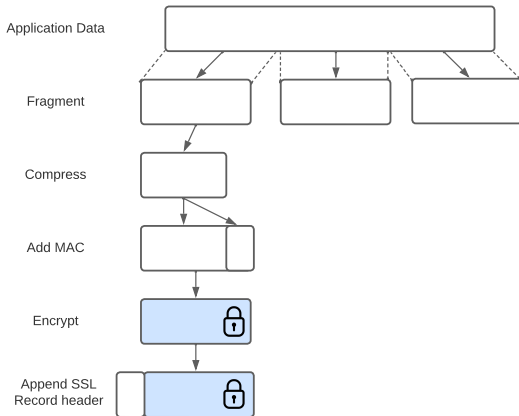 Application Data
Fragment
Compress
Add MAC
Encrypt
Append SSL
Record header